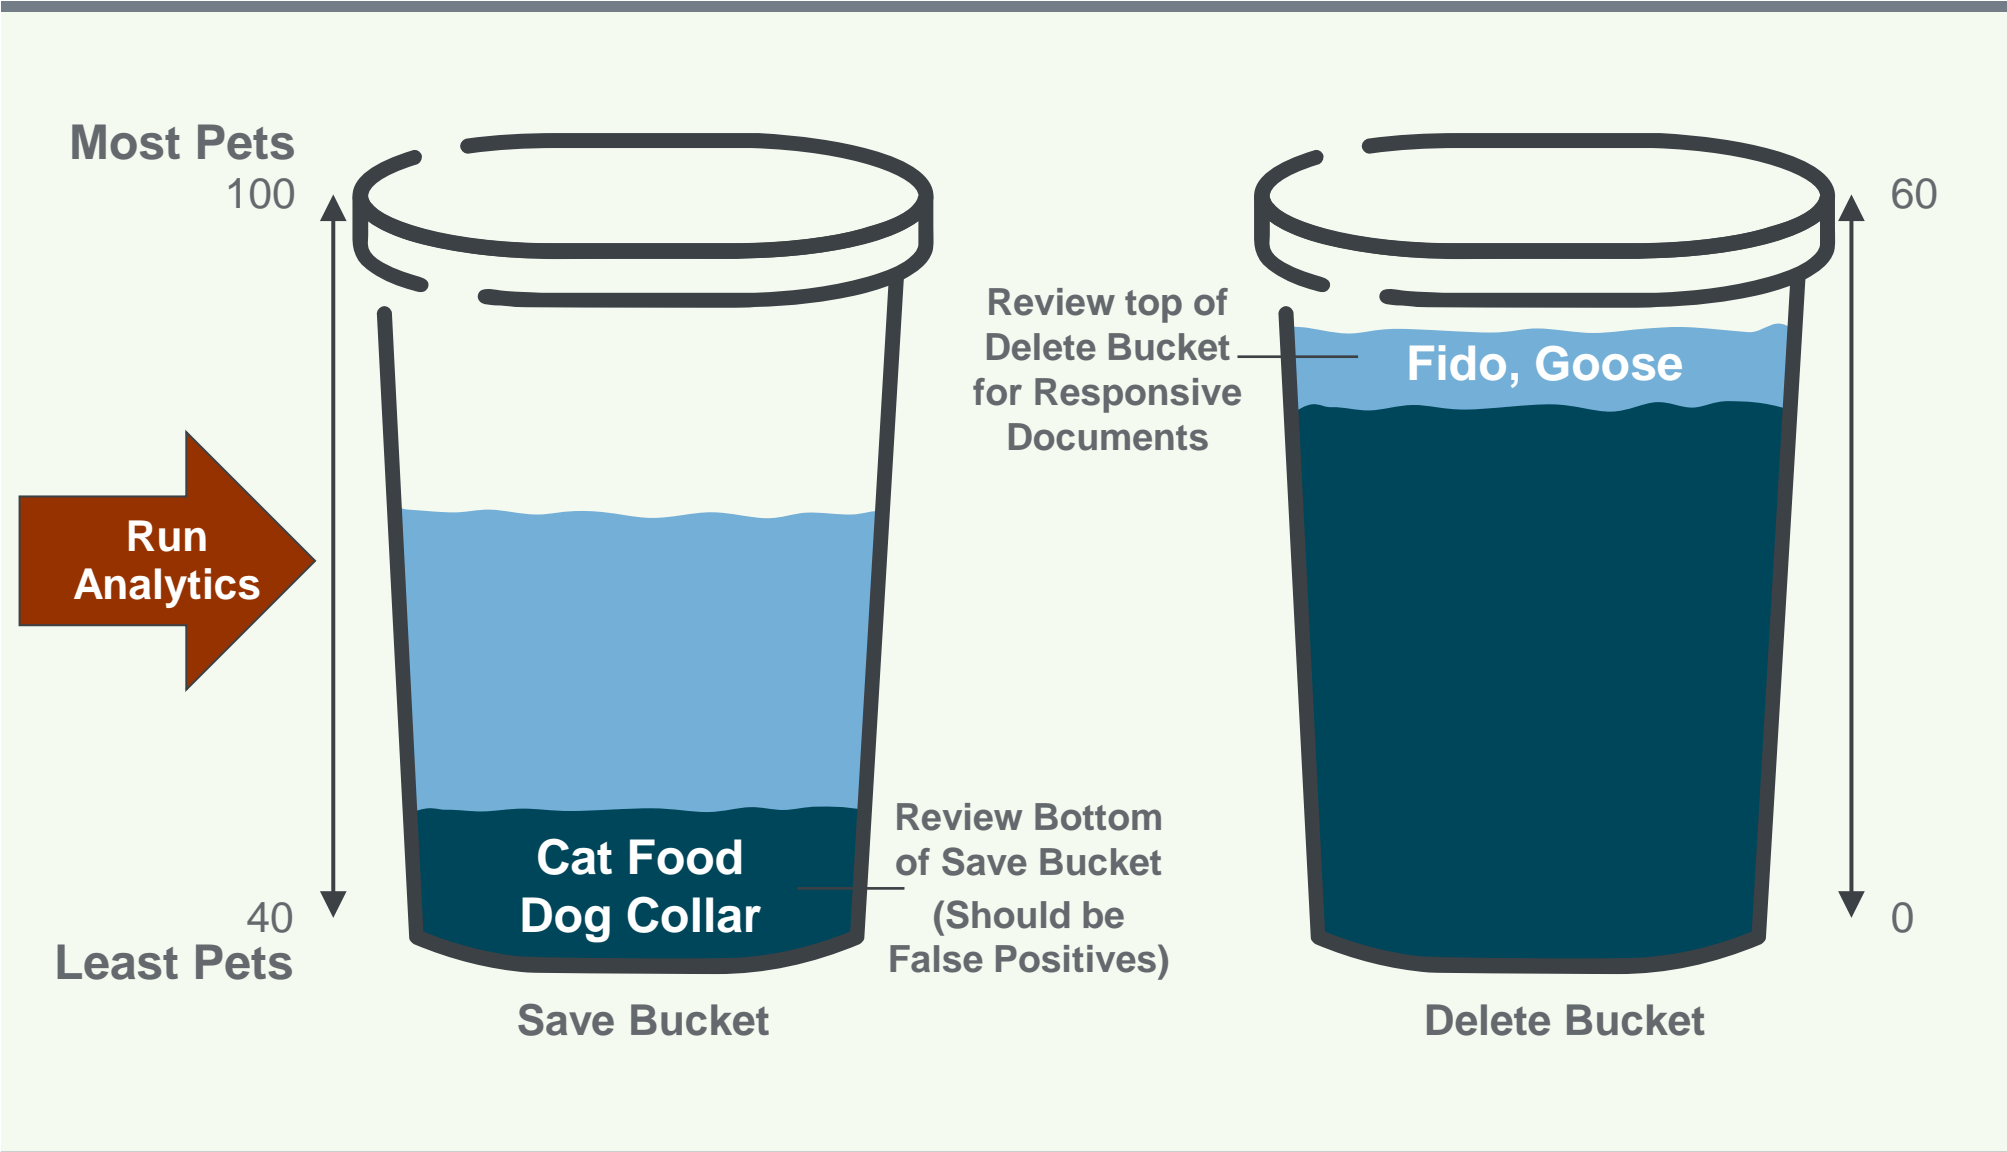 Most Pets
100
60
Review top of
Delete Bucket
for Responsive
Documents
Fido, Goose
Run
Analytics
Cat Food
Dog Collar
Review Bottom
of Save Bucket
(Should be
False Positives)
40
Least Pets
0
Save Bucket
Delete Bucket